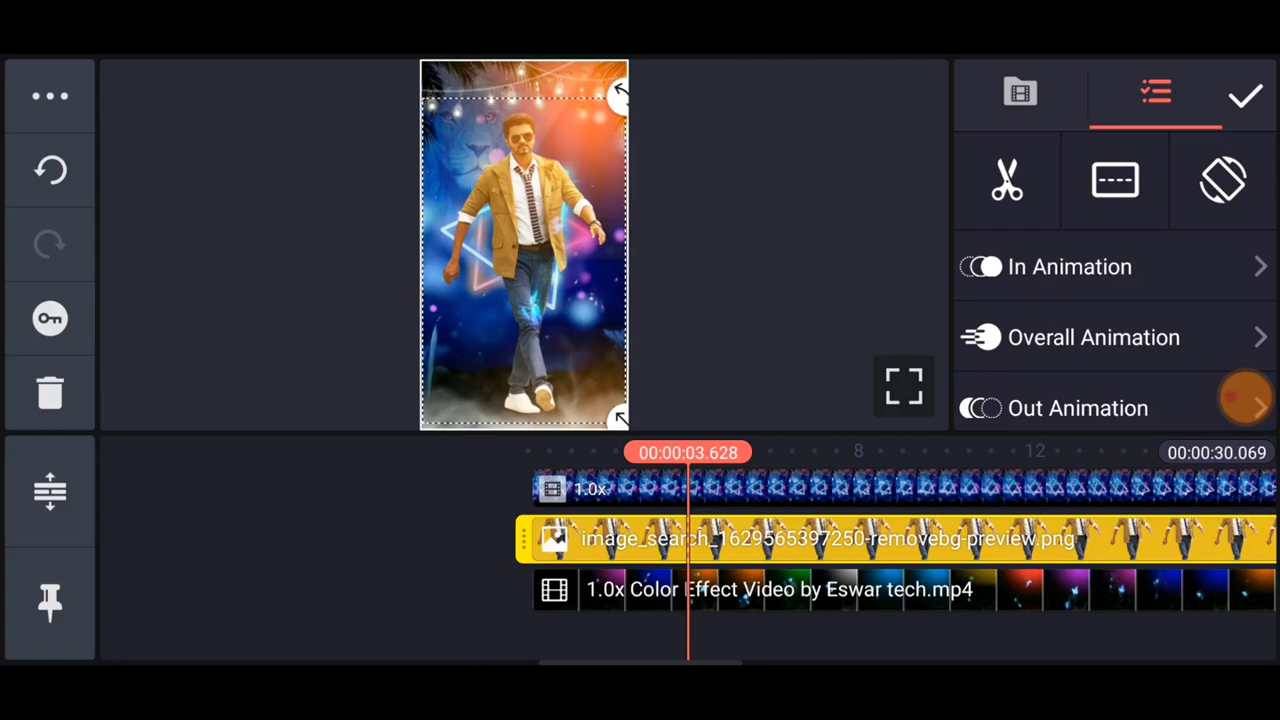 In Animation
Overall Animation
Out Animation
00:00:03.628
8
12
00:00:30.069
1.0x
image_search_1629565397250-removebg-preview.png
1.0x Color Effect Video by Eswar tech.mp4